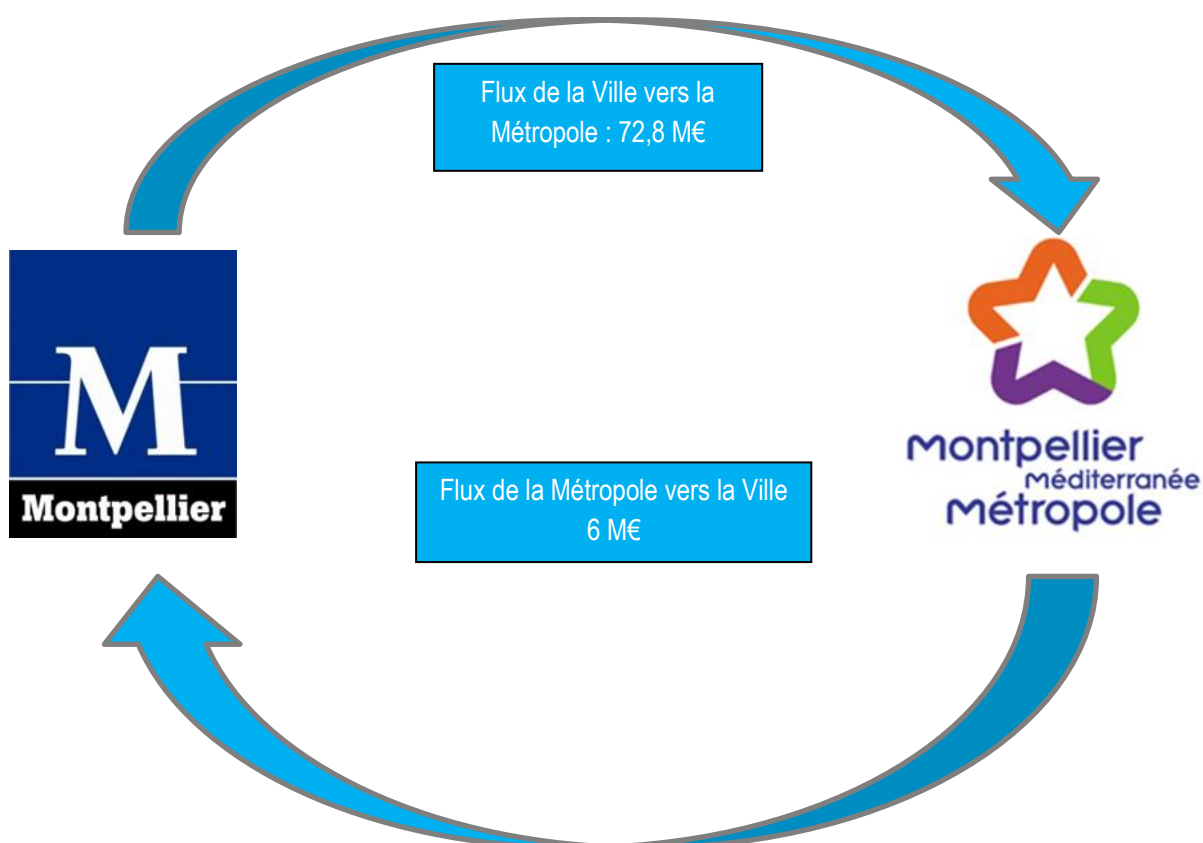 Flux de la Ville vers la
Métropole : 72,8 M€
M
Montpellier
Montpellier
méditerranée
Métropole
Flux de la Métropole vers la Ville
6 M€